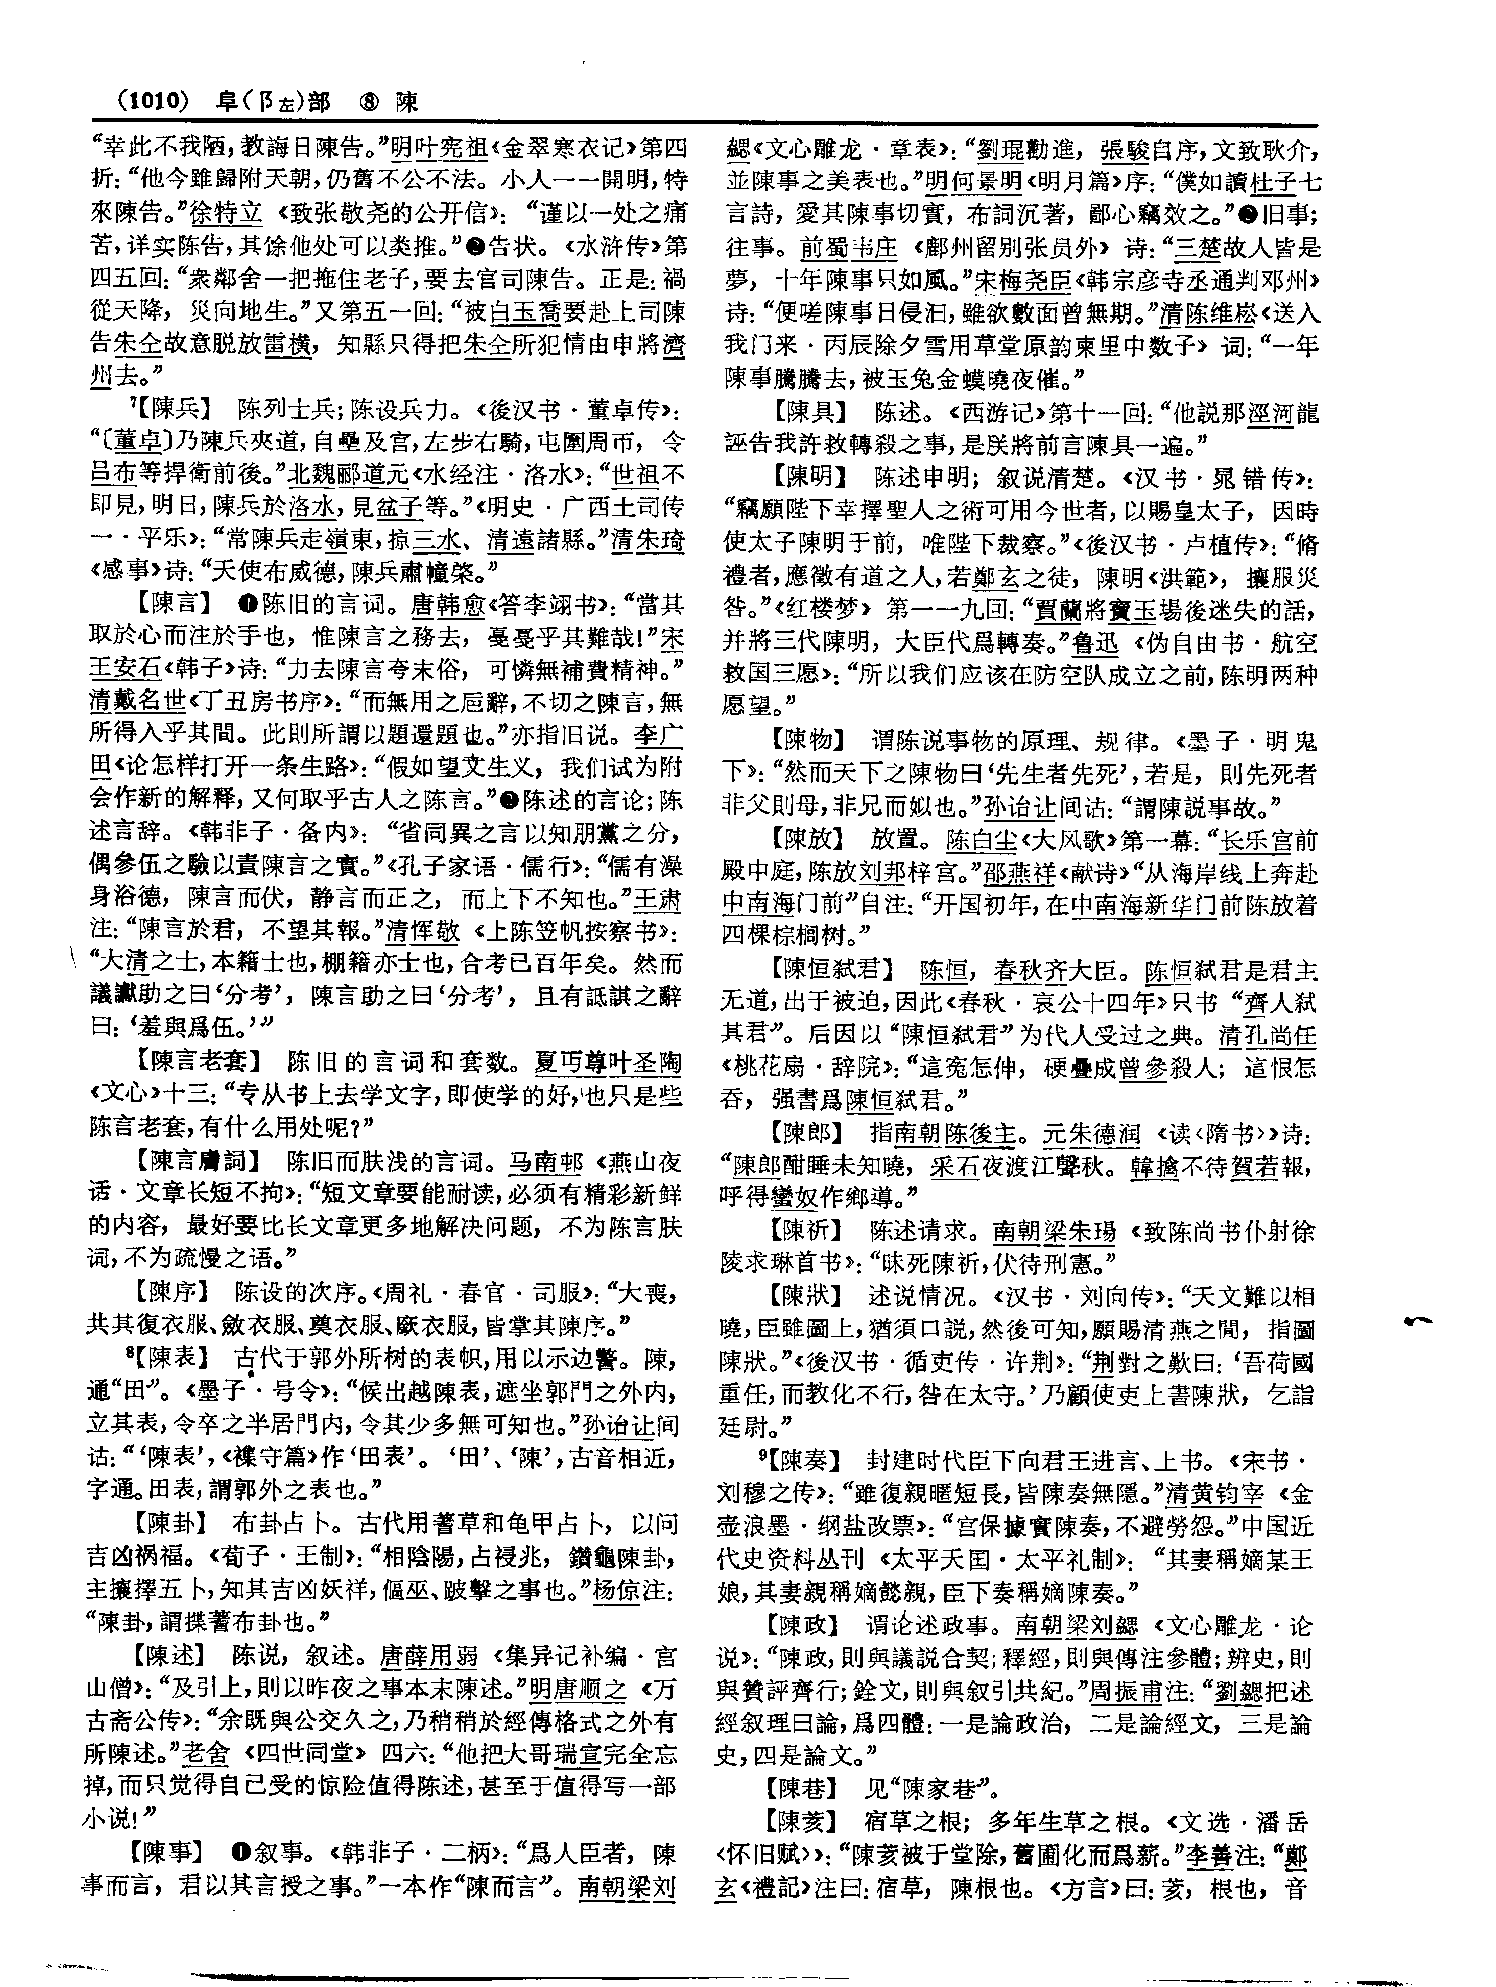 (1010) 阜(阝左)部 ⑧ 陳
“幸此不我陋，教誨日陳告。”明叶宪祖《金翠寒衣记》第四
折：“他今雖歸附天朝，仍舊不公不法。小人一一開明，特
來陳告。”徐特立《致张敬尧的公开信》：“谨以一处之痛
苦，详实陈告，其馀他处可以类推。”❷告状。《水浒传》第
四五回：“衆鄰舍一把拖住老子，要去官司陳告。正是：禍
從天降，災向地生。”又第五一回：“被白玉喬要赴上司陳
告朱仝故意脱放雷横，知縣只得把朱仝所犯情由申將濟
州去。”
7【陳兵】 陈列士兵；陈设兵力。《後汉书·董卓传》：
“〔董卓〕乃陳兵夾道，自壘及宫，左步右騎，屯圍周帀，令
吕布等捍衛前後。”北魏郦道元《水经注·洛水》：“世祖不
即見，明日，陳兵於洛水，見盆子等。”《明史·广西土司传
一·平乐》：“常陳兵走嶺東，掠三水、清遠諸縣。”清朱琦
《感事》诗：“天使布威德，陳兵肅幢棨。”
【陳言】 ❶陈旧的言词。唐韩愈《答李翊书》：“當其
取於心而注於手也，惟陳言之務去，戛戛乎其難哉！”宋
王安石《韩子》诗：“力去陳言夸末俗，可憐無補費精神。”
清戴名世《丁丑房书序》：“而無用之卮辭，不切之陳言，無
所得入乎其間。此則所謂以題還題也。”亦指旧说。李广
田《论怎样打开一条生路》：“假如望文生义，我们试为附
会作新的解释，又何取乎古人之陈言。”❷陈述的言论；陈
述言辞。《韩非子·备内》：“省同異之言以知朋黨之分，
偶參伍之驗以責陳言之實。”《孔子家语·儒行》：“儒有澡
身浴德，陳言而伏，静言而正之，而上下不知也。”王肃
注：“陳言於君，不望其報。”清恽敬《上陈笠帆按察书》：
“大清之士，本籍士也，棚籍亦士也，合考已百年矣。然而
議讞助之曰‘分考’，陳言助之曰‘分考’，且有詆諆之辭
曰：‘羞與爲伍。’”
【陳言老套】 陈旧的言词和套数。夏丏尊叶圣陶
《文心》十三：“专从书上去学文字，即使学的好，也只是些
陈言老套，有什么用处呢？”
【陳言膚詞】 陈旧而肤浅的言词。马南邨《燕山夜
话·文章长短不拘》：“短文章要能耐读，必须有精彩新鲜
的内容，最好要比长文章更多地解决问题，不为陈言肤
词，不为疏慢之语。”
【陳序】 陈设的次序。《周礼·春官·司服》：“大喪，
共其復衣服、斂衣服、奠衣服、廞衣服，皆掌其陳序。”
8【陳表】 古代于郭外所树的表帜，用以示边警。陳，
通“田”。《墨子·号令》：“候出越陳表，遮坐郭門之外内，
立其表，令卒之半居門内，令其少多無可知也。”孙诒让间
诂：“‘陳表’，《襍守篇》作‘田表’。‘田’、‘陳’，古音相近，
字通。田表，謂郭外之表也。”
【陳卦】 布卦占卜。古代用蓍草和龟甲占卜，以问
吉凶祸福。《荀子·王制》：“相陰陽，占祲兆，鑽龜陳卦，
主攘擇五卜，知其吉凶妖祥，傴巫、跛擊之事也。”杨倞注：
“陳卦，謂揲蓍布卦也。”
【陳述】 陈说，叙述。唐薛用弱《集异记补编·宫
山僧》：“及引上，則以昨夜之事本末陳述。”明唐顺之《万
古斋公传》：“余既與公交久之，乃稍稍於經傳格式之外有
所陳述。”老舍《四世同堂》四六：“他把大哥瑞宣完全忘
掉，而只觉得自己受的惊险值得陈述，甚至于值得写一部
小说！”
【陳事】 ❶叙事。《韩非子·二柄》：“爲人臣者，陳
事而言，君以其言授之事。”一本作“陳而言”。南朝梁刘
勰《文心雕龙·章表》：“劉琨勸進，張駿自序，文致耿介，
並陳事之美表也。”明何景明《明月篇》序：“僕始讀杜子七
言詩，愛其陳事切實，布詞沉著，鄙心竊效之。”❷旧事；
往事。前蜀韦庄《鄜州留别张员外》诗：“三楚故人皆是
夢，十年陳事只如風。”宋梅尧臣《韩宗彦寺丞通判邓州》
诗：“便嗟陳事日侵汩，雖欲數面曾無期。”清陈维崧《送入
我门来·丙辰除夕雪用草堂原韵柬里中数子》词：“一年
陳事騰騰去，被玉兔金蟆曉夜催。”
【陳具】 陈述。《西游记》第十一回：“他説那涇河龍
誣告我許救轉殺之事，是朕將前言陳具一遍。”
【陳明】 陈述申明；叙说清楚。《汉书·晁错传》：
“竊願陛下幸擇聖人之術可用今世者，以賜皇太子，因時
使太子陳明于前，唯陛下裁察。”《後汉书·卢植传》：“脩
禮者，應徵有道之人，若鄭玄之徒，陳明《洪範》，攘服災
咎。”《红楼梦》第一一九回：“賈蘭將寶玉場後迷失的話，
并將三代陳明，大臣代爲轉奏。”鲁迅《伪自由书·航空
救国三愿》：“所以我们应该在防空队成立之前，陈明两种
愿望。”
【陳物】 谓陈说事物的原理、规律。《墨子·明鬼
下》：“然而天下之陳物曰‘先生者先死’，若是，則先死者
非父則母，非兄而姒也。”孙诒让间诂：“謂陳説事故。”
【陳放】 放置。陈白尘《大风歌》第一幕：“长乐宫前
殿中庭，陈放刘邦梓宫。”邵燕祥《献诗》“从海岸线上奔赴
中南海门前”自注：“开国初年，在中南海新华门前陈放着
四棵棕榈树。”
【陳恒弑君】 陈恒，春秋齐大臣。陈恒弑君是君主
无道，出于被迫，因此《春秋·哀公十四年》只书“齊人弑
其君”。后因以“陳恒弑君”为代人受过之典。清孔尚任
《桃花扇·辞院》：“這冤怎伸，硬疊成曾參殺人；這恨怎
吞，强書爲陳恒弑君。”
【陳郎】 指南朝陈後主。元朱德润《读〈隋书〉》诗：
“陳郎酣睡未知曉，采石夜渡江聲秋。韓擒不待賀若報，
呼得蠻奴作鄉導。”
【陳祈】 陈述请求。南朝梁朱玚《致陈尚书仆射徐
陵求琳首书》：“昧死陳祈，伏待刑憲。”
【陳狀】 述说情况。《汉书·刘向传》：“天文難以相
曉，臣雖圖上，猶須口説，然後可知，願賜清燕之閒，指圖
陳狀。”《後汉书·循吏传·许荆》：“荆對之歎曰：‘吾荷國
重任，而教化不行，咎在太守。’乃顧使吏上書陳狀，乞詣
廷尉。”
9【陳奏】 封建时代臣下向君王进言、上书。《宋书·
刘穆之传》：“雖復親暱短長，皆陳奏無隱。”清黄钧宰《金
壶浪墨·纲盐改票》：“宫保據實陳奏，不避勞怨。”中国近
代史资料丛刊《太平天国·太平礼制》：“其妻稱嫡某王
娘，其妻親稱嫡懿親，臣下奏稱嫡陳奏。”
【陳政】 谓论述政事。南朝梁刘勰《文心雕龙·论
说》：“陳政，則與議説合契；釋經，則與傳注參體；辨史，則
與贊評齊行；銓文，則與叙引共紀。”周振甫注：“劉勰把述
經叙理曰論，爲四體：一是論政治，二是論經文，三是論
史，四是論文。”
【陳巷】 见“陳家巷”。
【陳荄】 宿草之根；多年生草之根。《文选·潘岳
〈怀旧赋〉》：“陳荄被于堂除，舊圃化而爲薪。”李善注：“鄭
玄《禮記》注曰：宿草，陳根也。《方言》曰：荄，根也，音